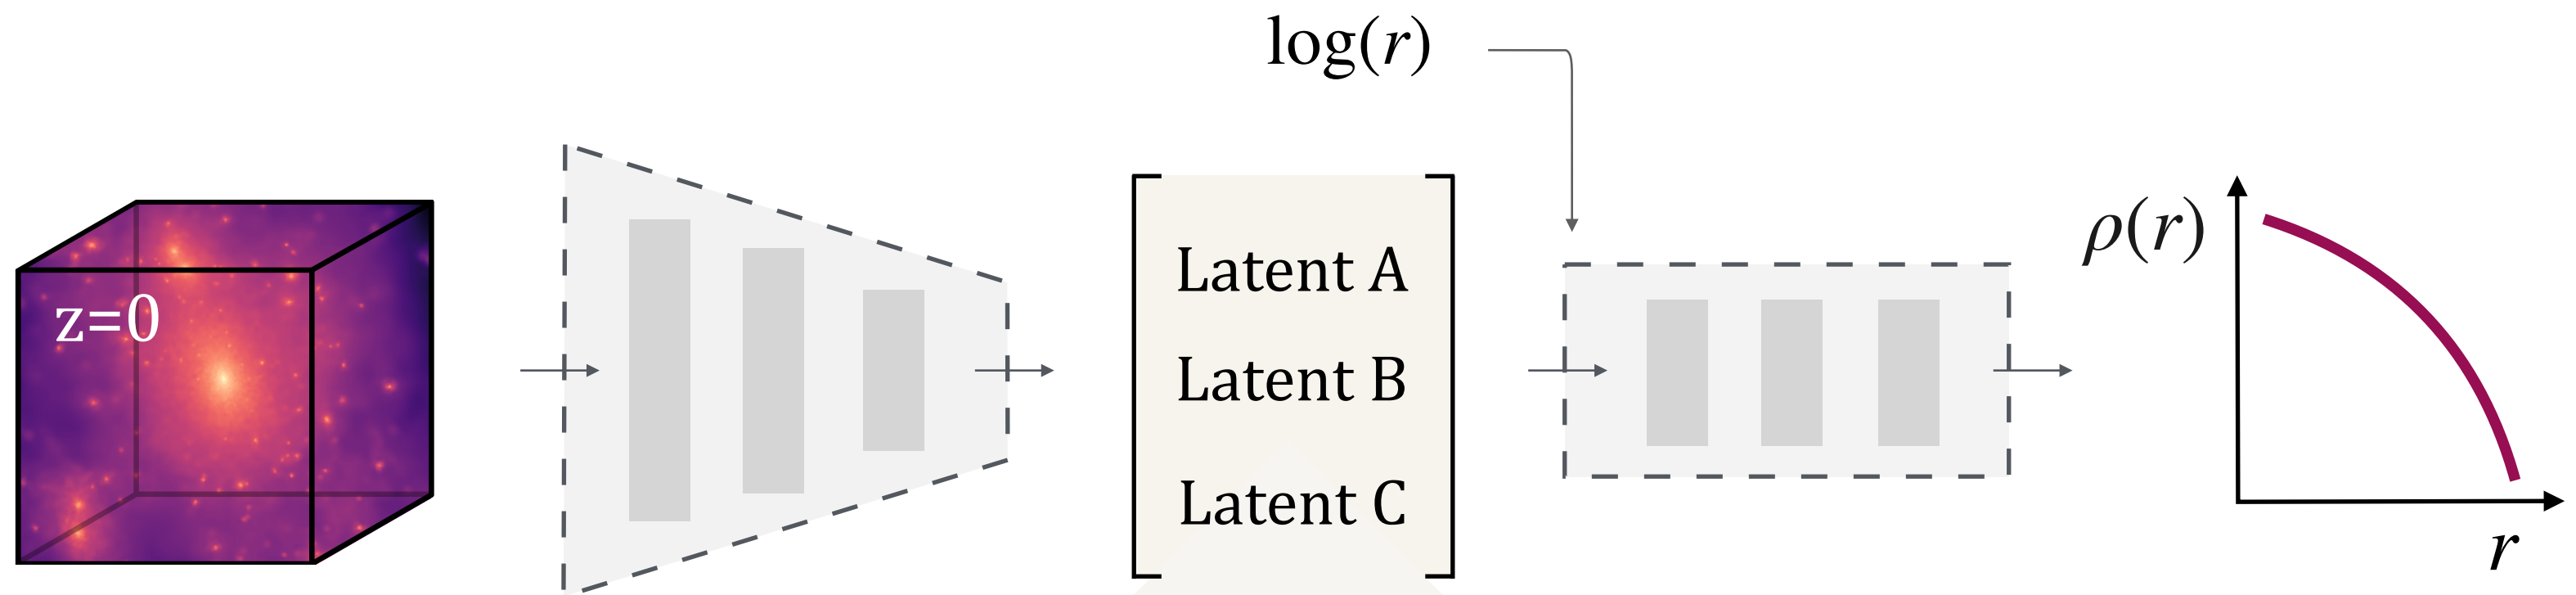 log(r)
z=0
Latent A
Latent B
Latent C
ρ(r)
r